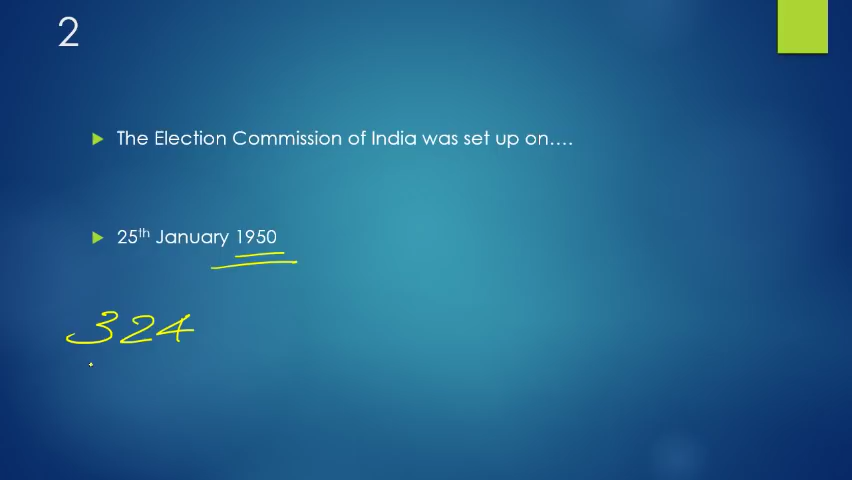 2
The Election Commission of India was set up on....
25th January 1950
324